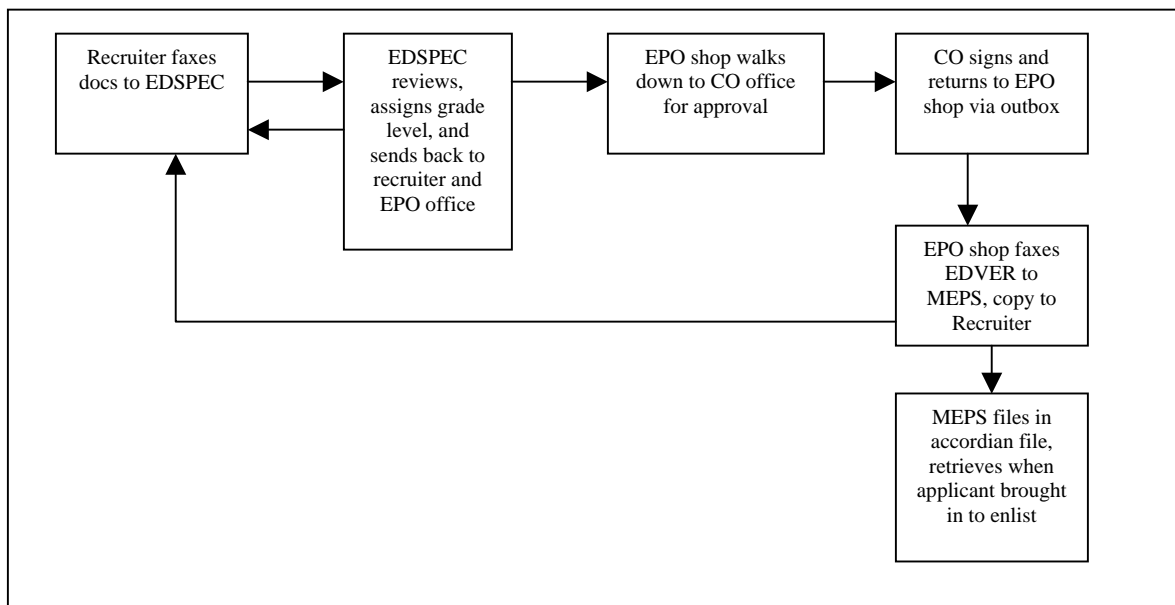 Recruiter faxes
docs to EDSPEC
EDSPEC
reviews,
assigns grade
level, and
sends back to
recruiter and
EPO office
EPO shop walks
down to CO office
for approval
CO signs and
returns to EPO
shop via outbox
EPO shop faxes
EDVER to
MEPS, copy to
Recruiter
MEPS files in
accordian file,
retrieves when
applicant brought
in to enlist